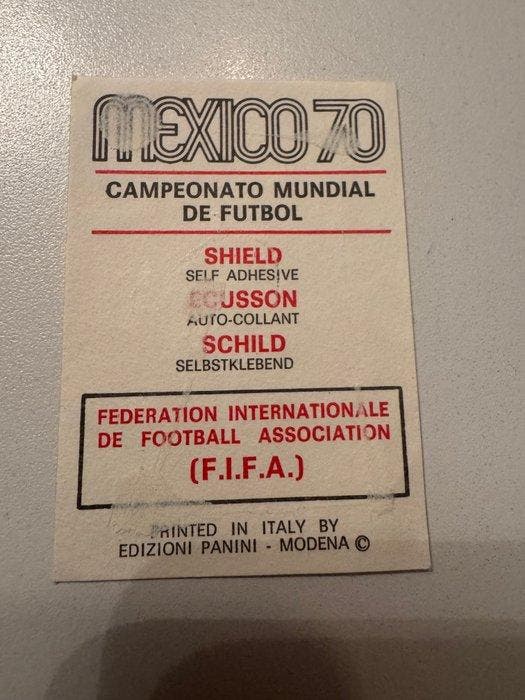 MEXICO 70
CAMPEONATO MUNDIAL
DE FUTBOL
SHIELD
SELF ADHESIVE
ECUSSON
AUTO-COLLANT
SCHILD
SELBSTKLEBEND
FEDERATION INTERNATIONALE
DE FOOTBALL ASSOCIATION
(F.I.F.A.)
PRINTED IN ITALY BY
EDIZIONI PANINI - MODENA ©